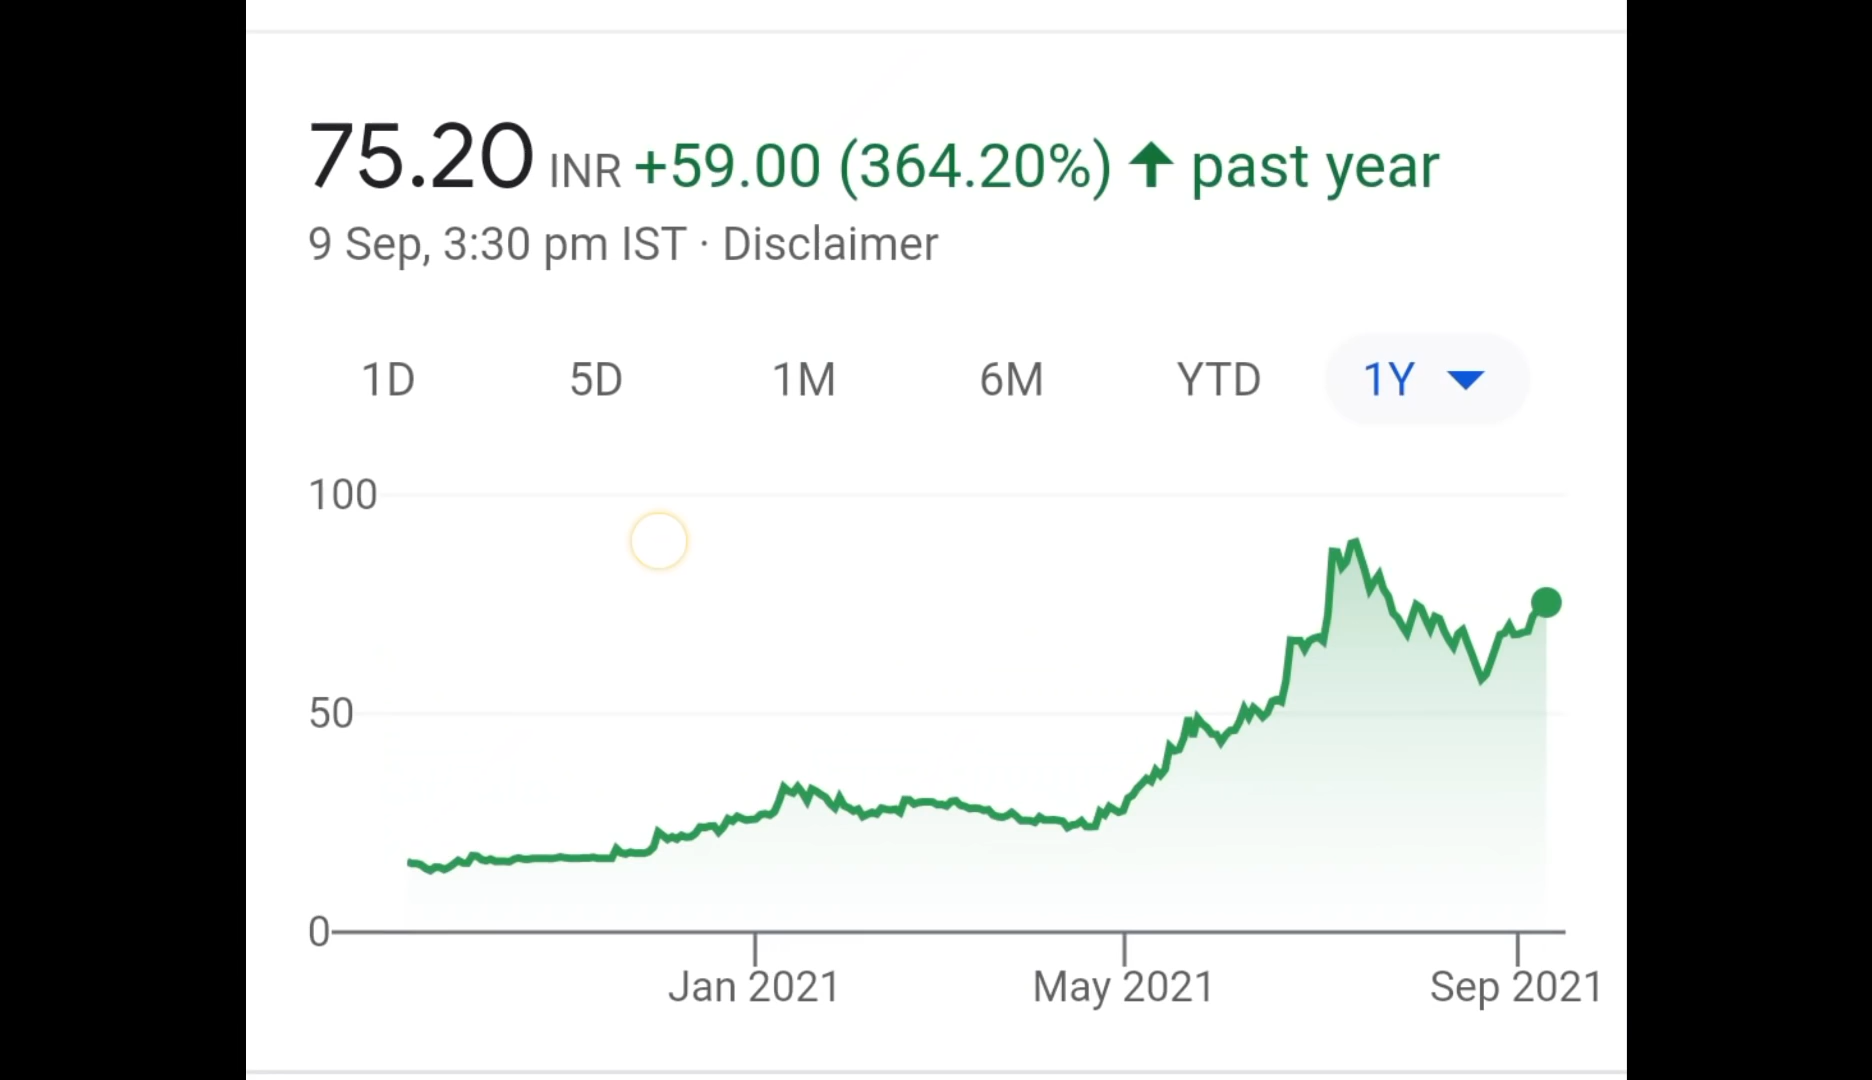 75.20 INR +59.00 (364.20%) ↑ past year
9 Sep, 3:30 pm IST · Disclaimer
1D 5D 1M 6M YTD 1Y
100
50
0
Jan 2021 May 2021 Sep 2021